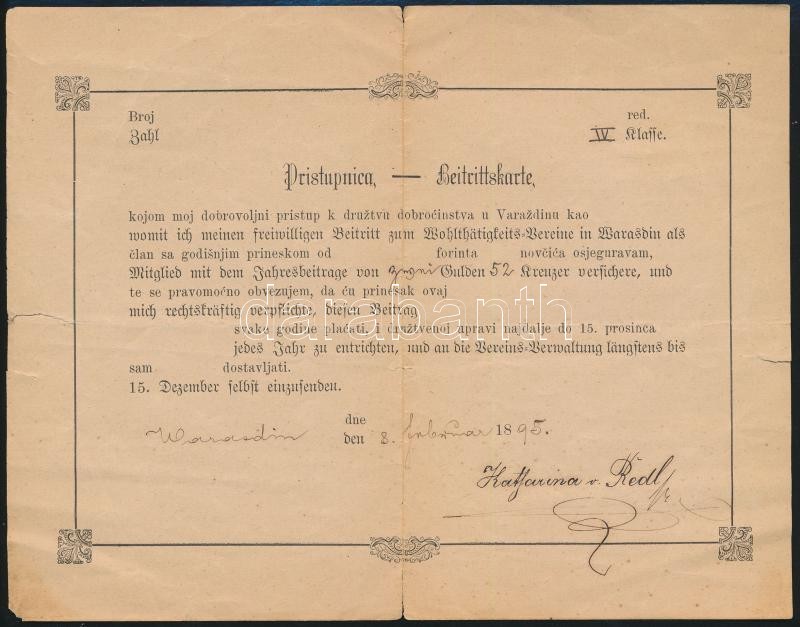 Broj red.
Zahl IV Klasse.
Pristupnica, — Beitrittskarte,
kojom moj dobrovoljni pristup k družtvu dobročinstva u Varaždinu kao
womit ich meinen freiwilligen Beitritt zum Wohlthätigkeits-Vereine in Warasdin als
član sa godišnjim prineskom od forinta novčića osjeguravam,
Mitglied mit dem Jahresbeitrage von zwei Gulden 52 Kreuzer versichere, und
te se pravomoćno obvezujem, da ću prinesak ovaj
mich rechtskräftig verpflichte, diesen Beitrag
svake godine plaćati, i družtvenoj upravi najdalje do 15. prosinca
jedes Jahr zu entrichten, und an die Vereins-Verwaltung längstens bis
sam dostavljati.
15. Dezember selbst einzusenden.
dne
Warasdin den 8. Februar 1895.
Katharina v. Redl
darabanth